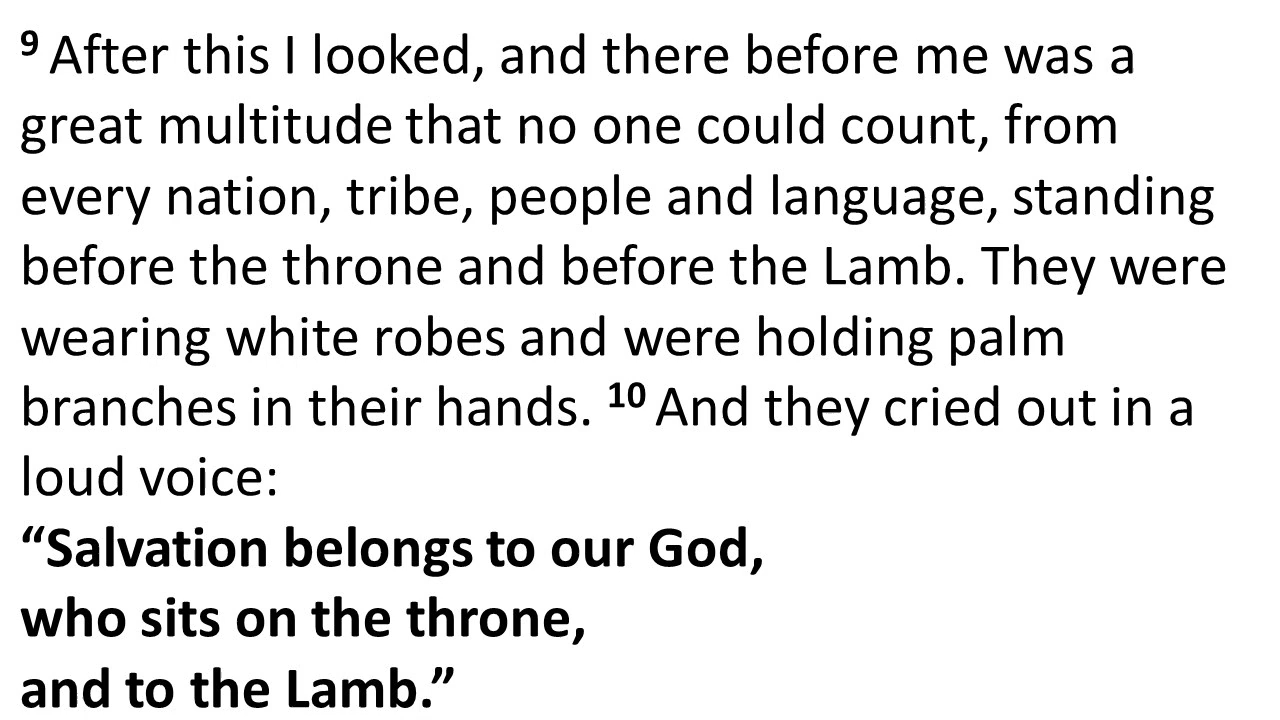 9 After this I looked, and there before me was a
great multitude that no one could count, from
every nation, tribe, people and language, standing
before the throne and before the Lamb. They were
wearing white robes and were holding palm
branches in their hands. 10 And they cried out in a
loud voice:
“Salvation belongs to our God,
who sits on the throne,
and to the Lamb.”